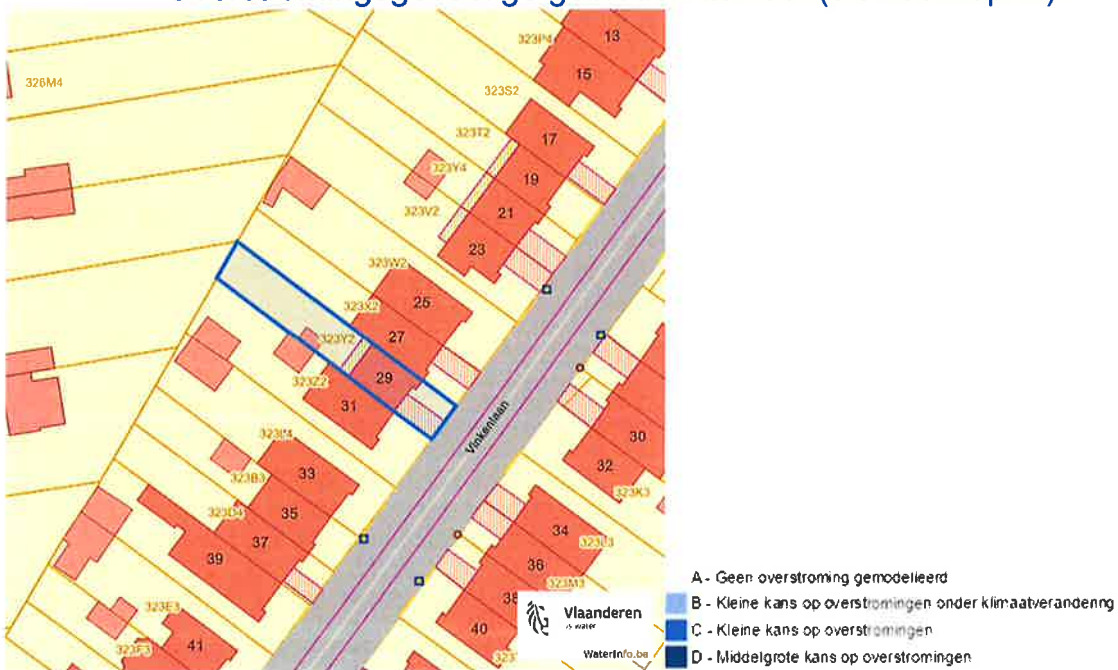 13
323P4
15
326M4
323S2
17
323T2
323Y4
19
323V2
21
23
323W2
25
323X2
27
323Y2
29
323Z2
31
Vinkenlaan
30
32
323K3
33
323B3
35
323D4
37
39
34
323L3
36
323M3
38
40
323E3
323F3
41
Vlaanderen
is water
Waterinfo.be
A - Geen overstroming gemodelleerd
B - Kleine kans op overstromingen onder klimaatverandering
C - Kleine kans op overstromingen
D - Middelgrote kans op overstromingen